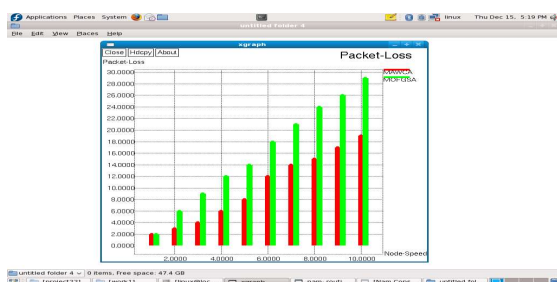 Applications Places System linux Thu Dec 15, 5:19 PM
untitled folder 4
File Edit View Places Help
xgraph
Close Hdcpy About
Packet-Loss
Packet-Loss
MAWCA
MOFGSA
30.0000
28.0000
26.0000
24.0000
22.0000
20.0000
18.0000
16.0000
14.0000
12.0000
10.0000
8.0000
6.0000
4.0000
2.0000
0.0000
Node-Speed
2.0000 4.0000 6.0000 8.0000 10.0000
untitled folder 4 0 items, Free space: 47.4 GB
xgraph
untitled fol